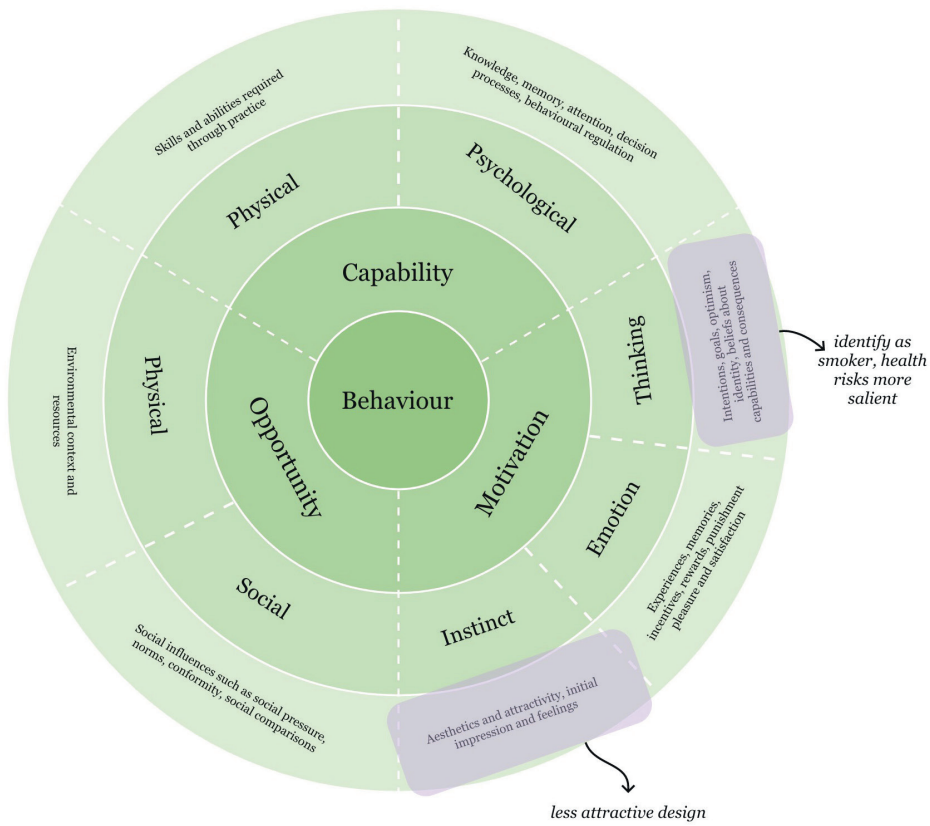 Knowledge, memory, attention, decision
processes, behavioural regulation
Skills and abilities required
through practice
Physical
Psychological
Capability
Intentions, goals, optimism,
identity, beliefs about
capabilities and consequences
Thinking
identify as
smoker, health
risks more
salient
Environmental context and
resources
Physical
Behaviour
Opportunity
Motivation
Emotion
Experiences, memories,
incentives, rewards, punishment
pleasure and satisfaction
Social
Instinct
Social influences such as social pressure,
norms, conformity, social comparisons
Aesthetics and attractivity, initial
impression and feelings
less attractive design